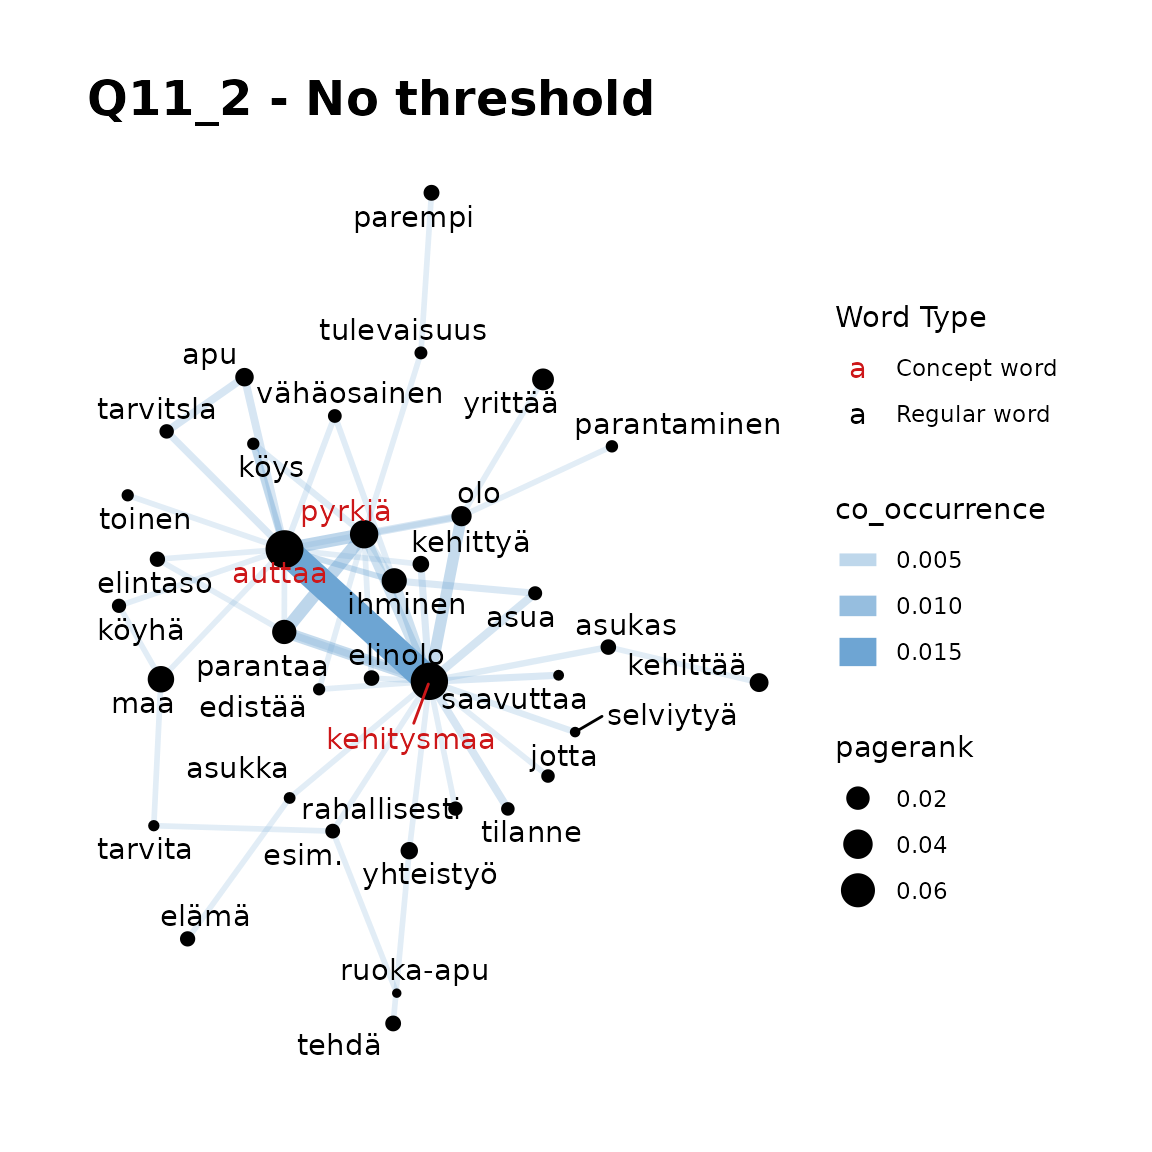 Q11_2 - No threshold
parempi
tulevaisuus
apu
vähäosainen
tarvitsla
yrittää
parantaminen
köys
olo
toinen
pyrkiä
kehittyä
auttaa
elintaso
ihminen
asua
köyhä
asukas
parantaa
elinolo
kehittää
maa
edistää
saavuttaa
selviytyä
kehitysmaa
jotta
asukka
rahallisesti
tilanne
tarvita
esim.
yhteistyö
elämä
ruoka-apu
tehdä
Word Type
a Concept word
a Regular word
co_occurrence
0.005
0.010
0.015
pagerank
0.02
0.04
0.06